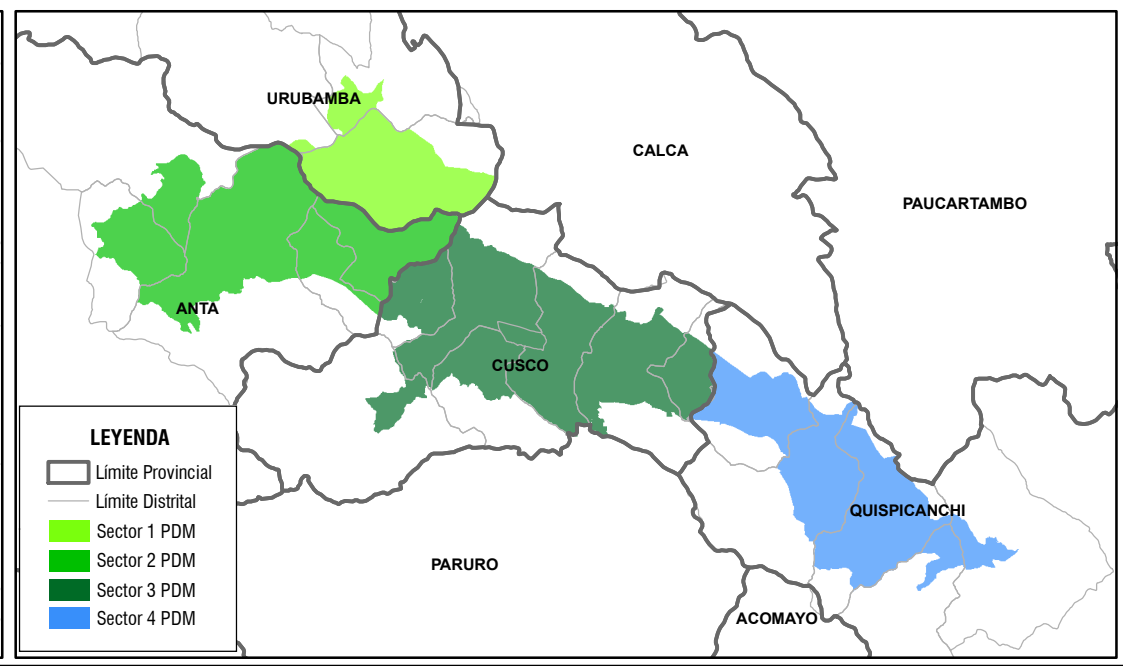 URUBAMBA
CALCA
PAUCARTAMBO
ANTA
CUSCO
QUISPICANCHI
PARURO
ACOMAYO
LEYENDA
Límite Provincial
Límite Distrital
Sector 1 PDM
Sector 2 PDM
Sector 3 PDM
Sector 4 PDM